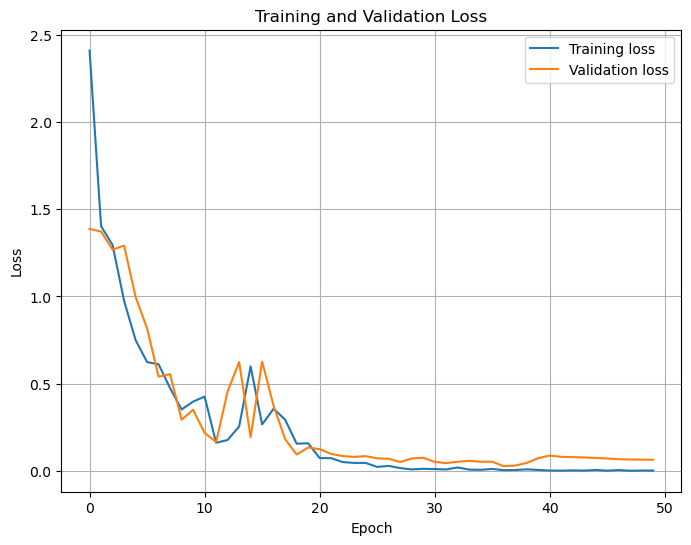 Training and Validation Loss
Training loss
Validation loss
2.5
2.0
1.5
1.0
0.5
0.0
Loss
0 10 20 30 40 50
Epoch